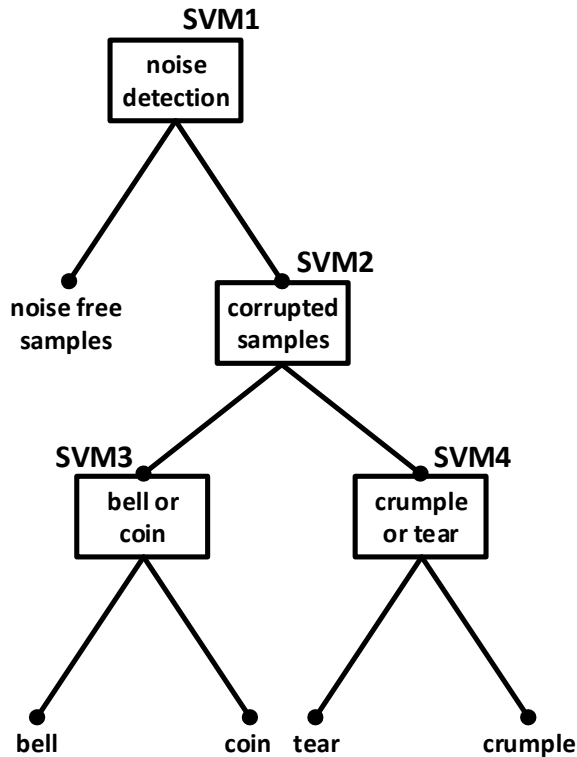 SVM1
noise
detection
noise free
samples
SVM2
corrupted
samples
SVM3
bell or
coin
SVM4
crumple
or tear
bell
coin
tear
crumple